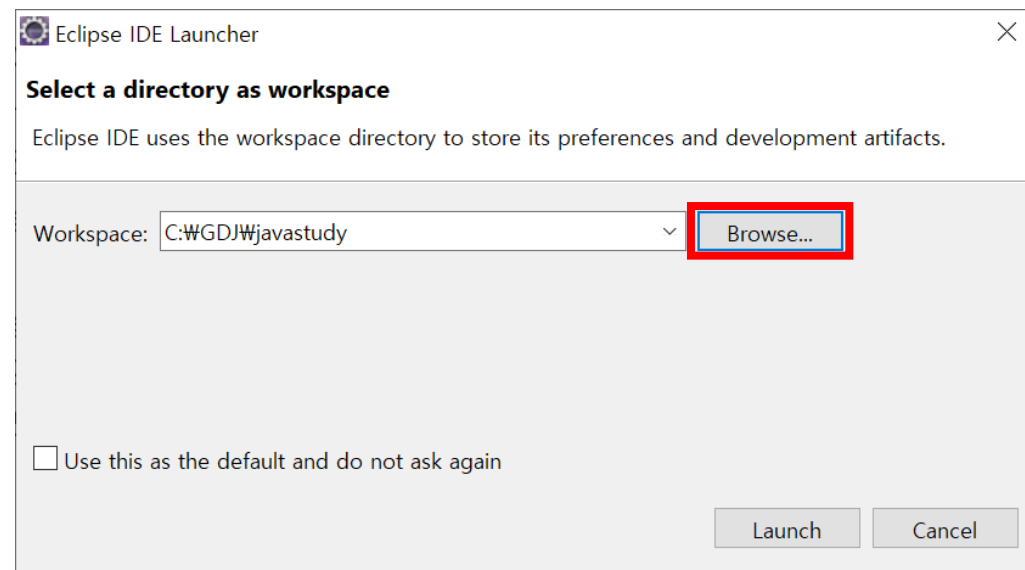 Eclipse IDE Launcher
Select a directory as workspace
Eclipse IDE uses the workspace directory to store its preferences and development artifacts.
Workspace: C:₩GDJ₩javastudy Browse...
Use this as the default and do not ask again
Launch Cancel